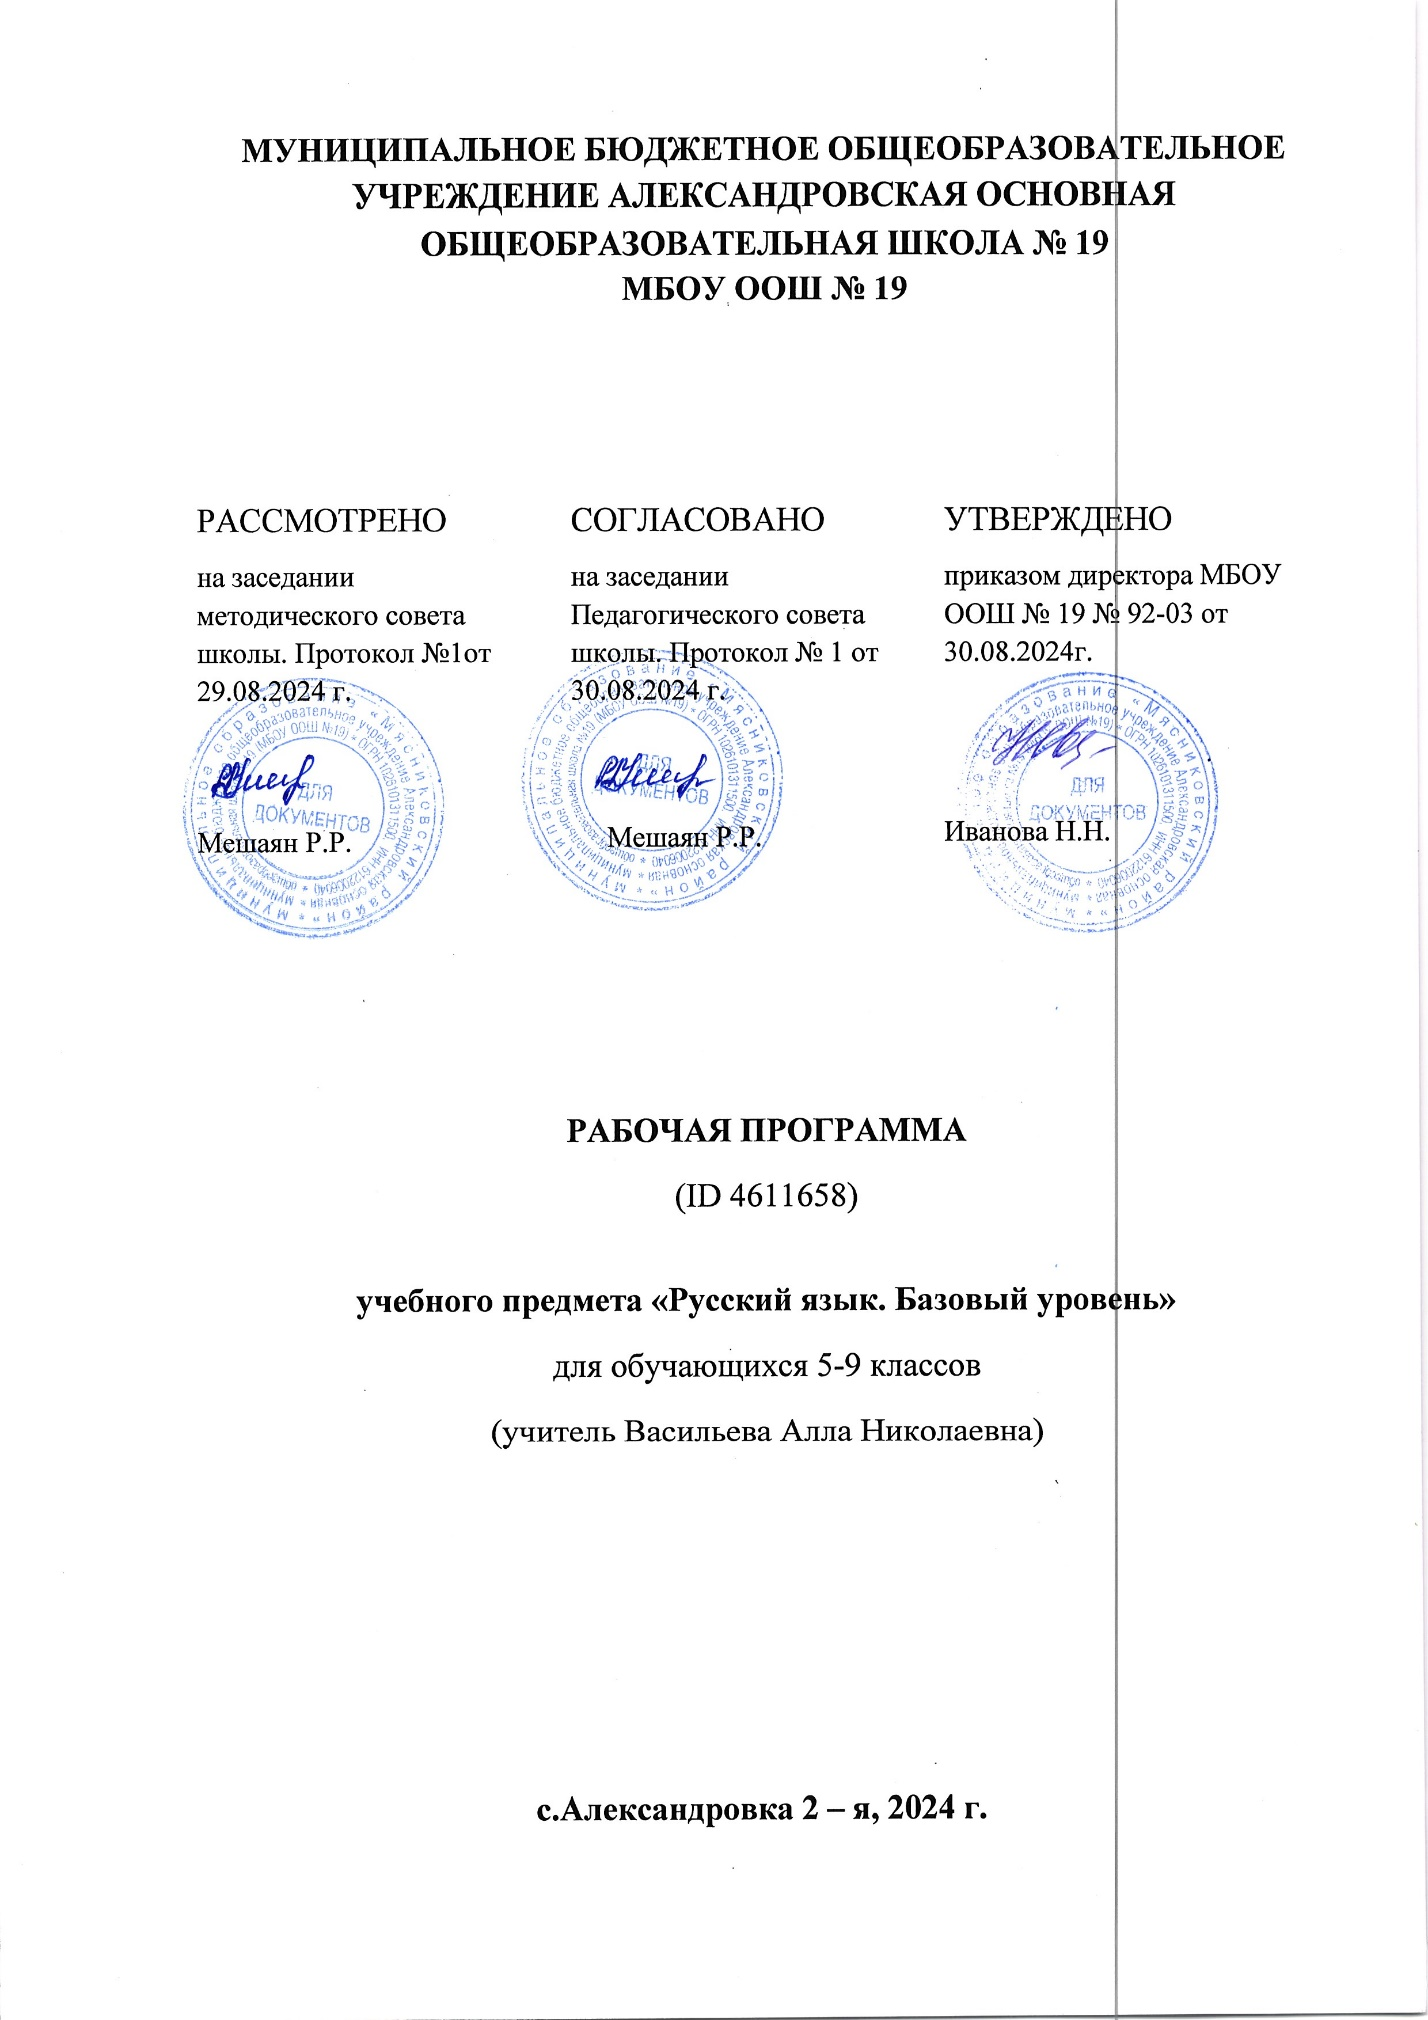 МУНИЦИПАЛЬНОЕ БЮДЖЕТНОЕ ОБЩЕОБРАЗОВАТЕЛЬНОЕ
УЧРЕЖДЕНИЕ АЛЕКСАНДРОВСКАЯ ОСНОВНАЯ
ОБЩЕОБРАЗОВАТЕЛЬНАЯ ШКОЛА № 19
МБОУ ООШ № 19
РАССМОТРЕНО
на заседании
методического совета
школы. Протокол №1от
29.08.2024 г.
Мешаян Р.Р.
СОГЛАСОВАНО
на заседании
Педагогического совета
школы. Протокол № 1 от
30.08.2024 г.
Мешаян Р.Р.
УТВЕРЖДЕНО
приказом директора МБОУ
ООШ № 19 № 92-03 от
30.08.2024г.
Иванова Н.Н.
ДЛЯ
ДОКУМЕНТОВ
ДЛЯ
ДОКУМЕНТОВ
ДЛЯ
ДОКУМЕНТОВ
РАБОЧАЯ ПРОГРАММА
(ID 4611658)
учебного предмета «Русский язык. Базовый уровень»
для обучающихся 5-9 классов
(учитель Васильева Алла Николаевна)
с.Александровка 2 – я, 2024 г.